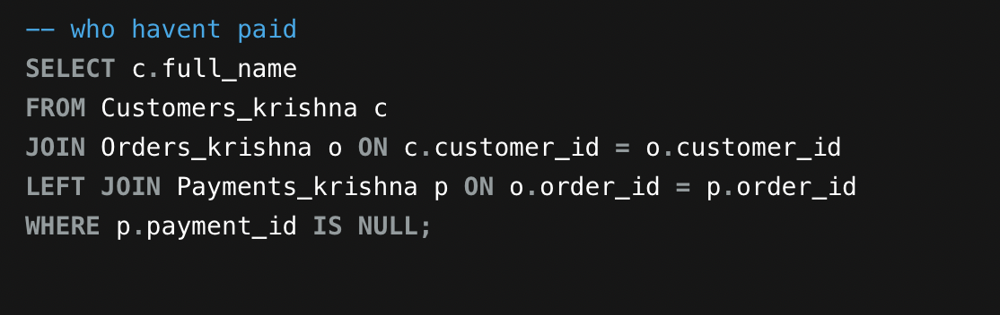 -- who havent paid
SELECT c.full_name
FROM Customers_krishna c
JOIN Orders_krishna o ON c.customer_id = o.customer_id
LEFT JOIN Payments_krishna p ON o.order_id = p.order_id
WHERE p.payment_id IS NULL;